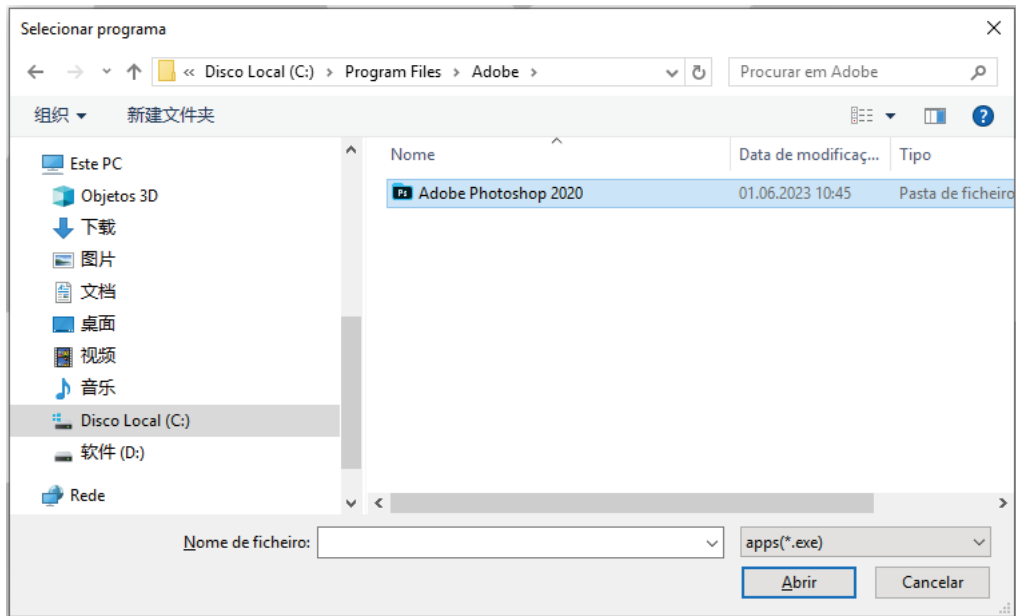 Selecionar programa
« Disco Local (C:) › Program Files › Adobe ›
Procurar em Adobe
组织 新建文件夹
Este PC
Objetos 3D
下载
图片
文档
桌面
视频
音乐
Disco Local (C:)
软件 (D:)
Rede
Nome Data de modificaç... Tipo
Ps Adobe Photoshop 2020 01.06.2023 10:45 Pasta de ficheiro
Nome de ficheiro:
apps(*.exe)
Abrir Cancelar